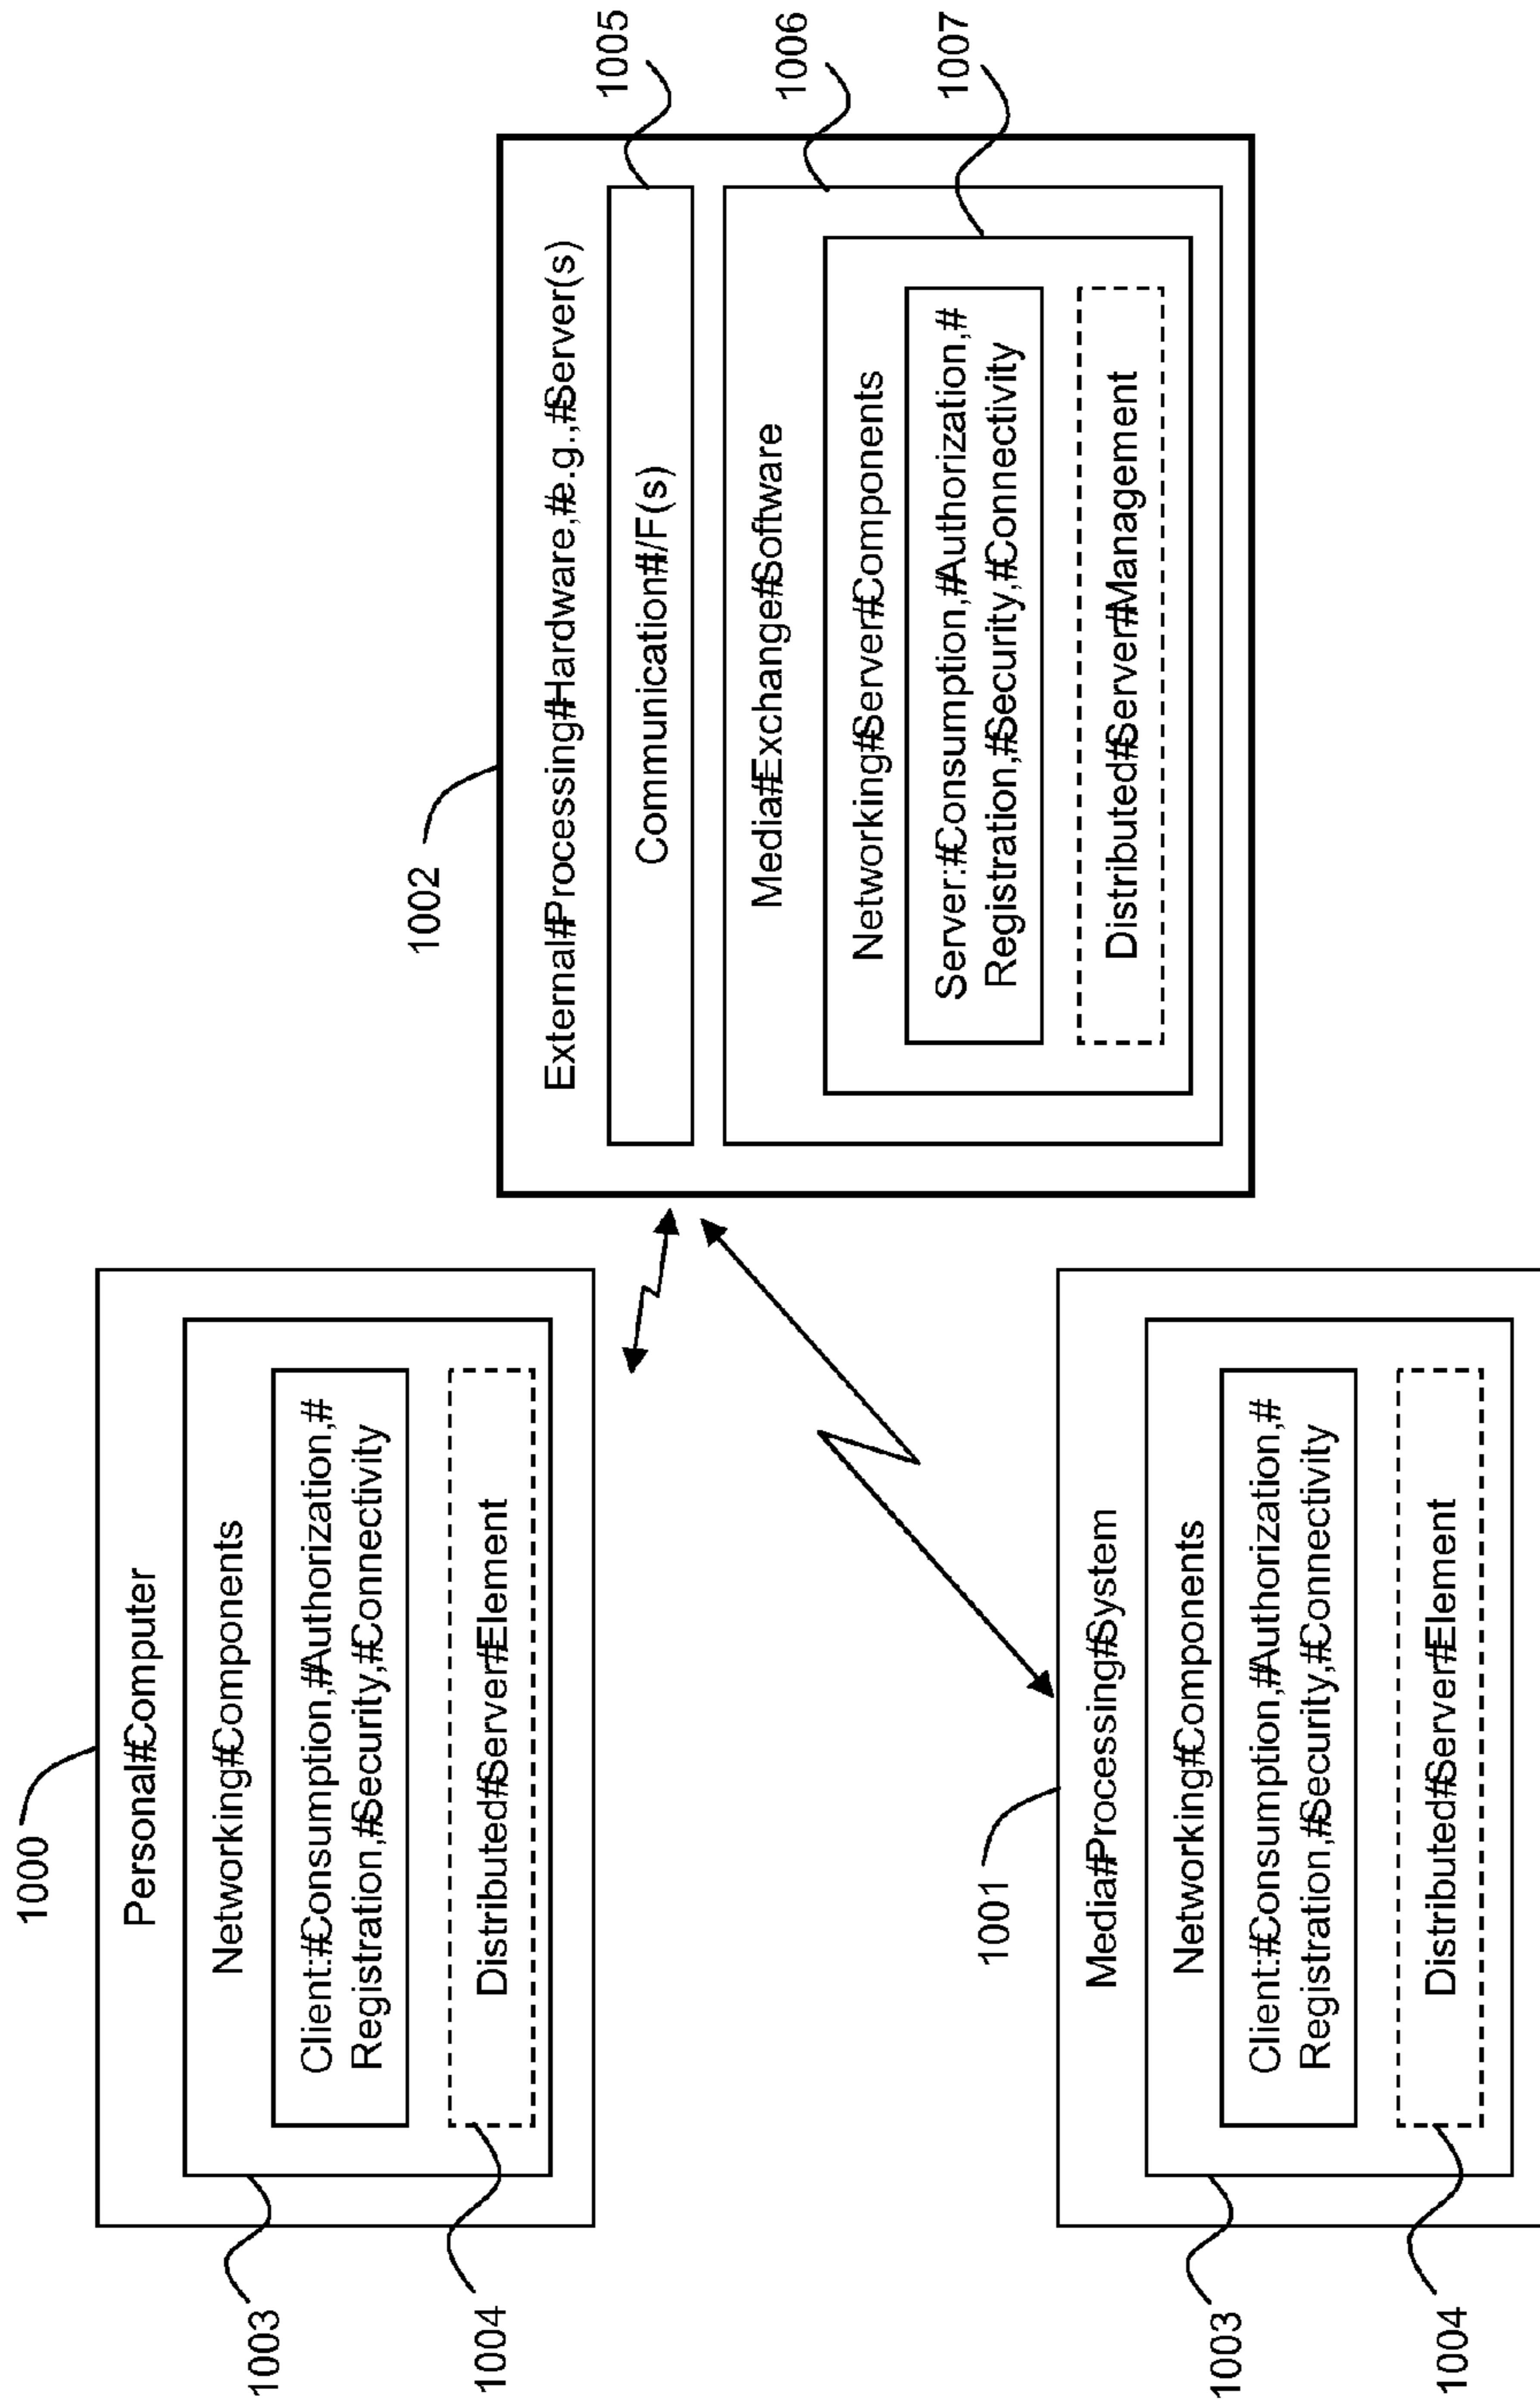 1000
Personal#Computer
Networking#Components
Client:#Consumption,#Authorization,#
Registration,#Security,#Connectivity
Distributed#Server#Element
1003
1004
1002
External#Processing#Hardware,#e.g.,#Server(s)
Communication#I/F(s)
Media#Exchange#Software
Networking#Server#Components
Server:#Consumption,#Authorization,#
Registration,#Security,#Connectivity
Distributed#Server#Management
1005
1006
1007
1001
Media#Processing#System
Networking#Components
Client:#Consumption,#Authorization,#
Registration,#Security,#Connectivity
Distributed#Server#Element
1003
1004